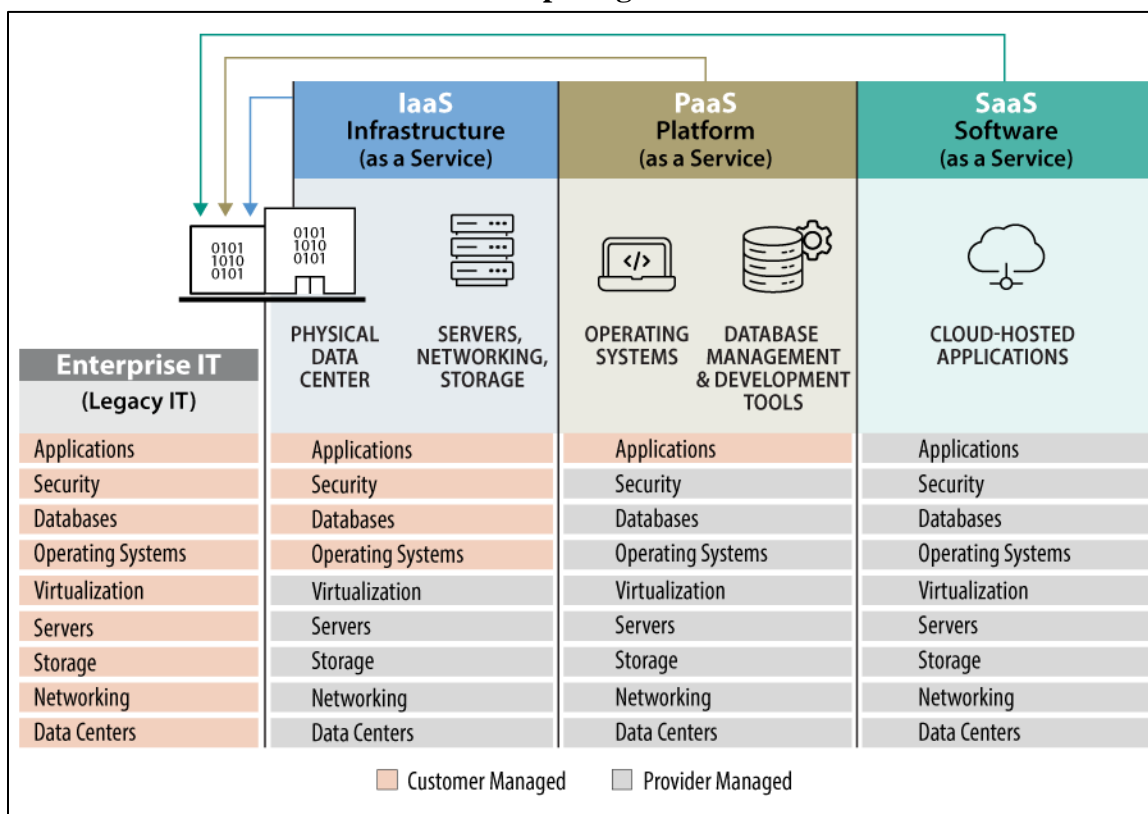 IaaS
Infrastructure
(as a Service)
PaaS
Platform
(as a Service)
SaaS
Software
(as a Service)
0101
1010
0101
0101
1010
0101
</>
PHYSICAL
DATA
CENTER
SERVERS,
NETWORKING,
STORAGE
OPERATING
SYSTEMS
DATABASE
MANAGEMENT
& DEVELOPMENT
TOOLS
CLOUD-HOSTED
APPLICATIONS
Enterprise IT
(Legacy IT)
Applications
Security
Databases
Operating Systems
Virtualization
Servers
Storage
Networking
Data Centers
Applications
Security
Databases
Operating Systems
Virtualization
Servers
Storage
Networking
Data Centers
Applications
Security
Databases
Operating Systems
Virtualization
Servers
Storage
Networking
Data Centers
Applications
Security
Databases
Operating Systems
Virtualization
Servers
Storage
Networking
Data Centers
Customer Managed
Provider Managed